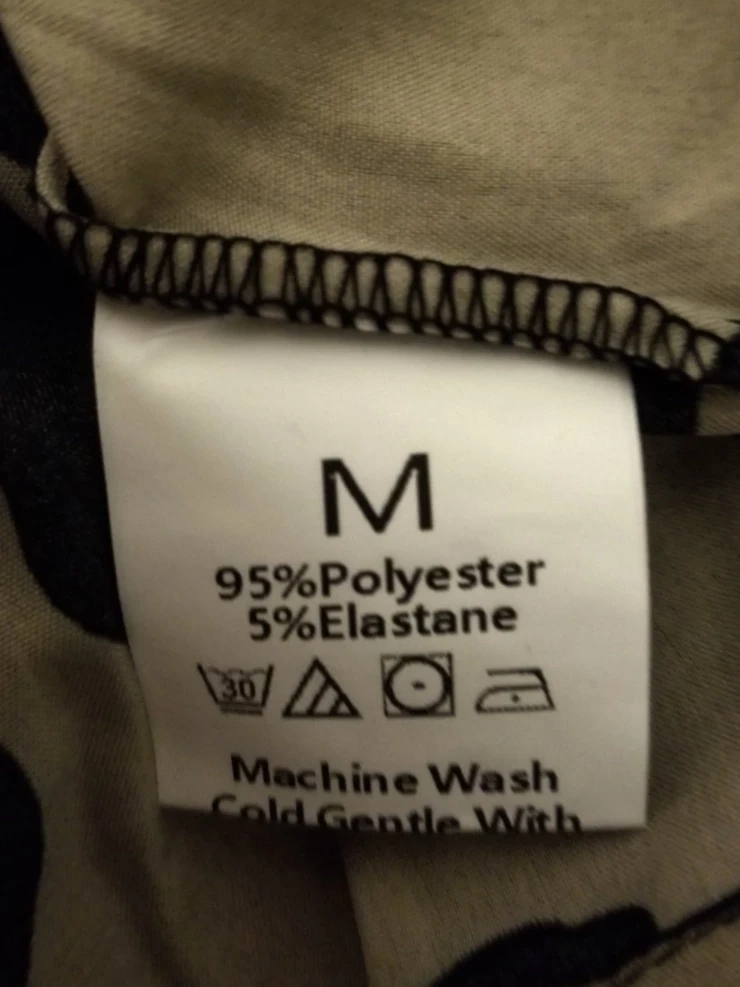 M
95%Polyester
5%Elastane
30
Machine Wash
Cold Gentle With